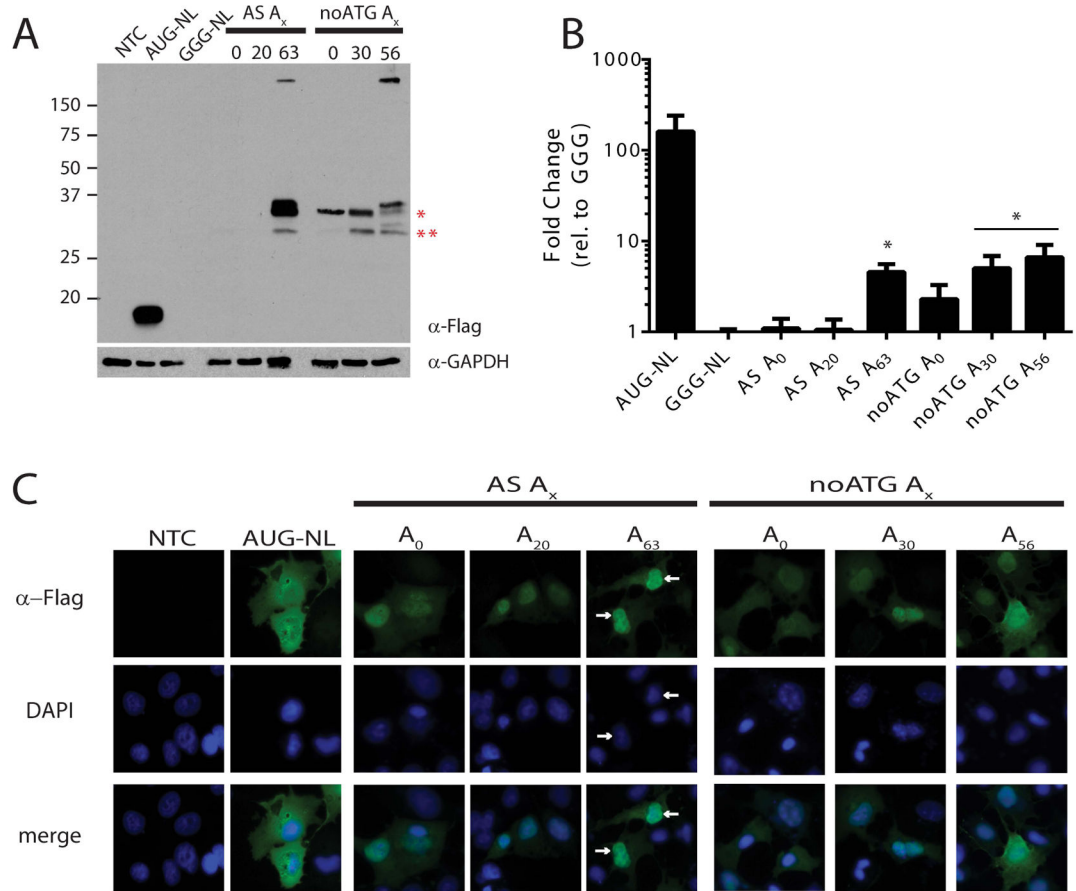 A
NTC
AUG-NL
GGG-NL
AS Aₓ
noATG Aₓ
0 20 63
0 30 56
150
75
50
37
25
20
*
**
α-Flag
α-GAPDH
B
Fold Change
(rel. to GGG)
1000
100
10
1
*
*
AUG-NL
GGG-NL
AS A₀
AS A₂₀
AS A₆₃
noATG A₀
noATG A₃₀
noATG A₅₆
C
AS Aₓ
noATG Aₓ
NTC AUG-NL A₀ A₂₀ A₆₃ A₀ A₃₀ A₅₆
α–Flag
DAPI
merge